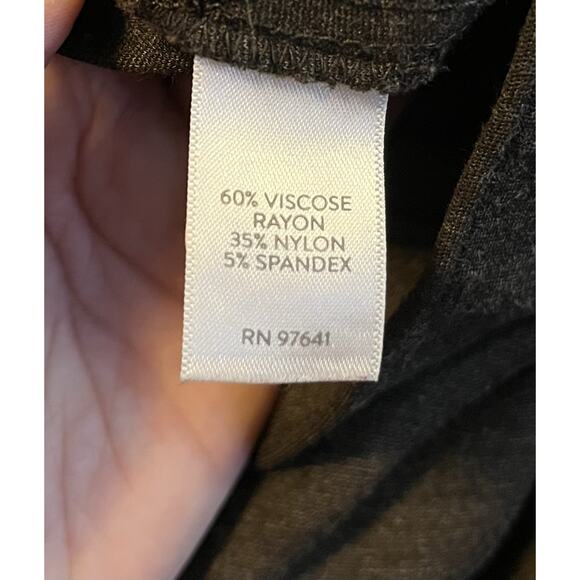 60% VISCOSE
RAYON
35% NYLON
5% SPANDEX
RN 97641